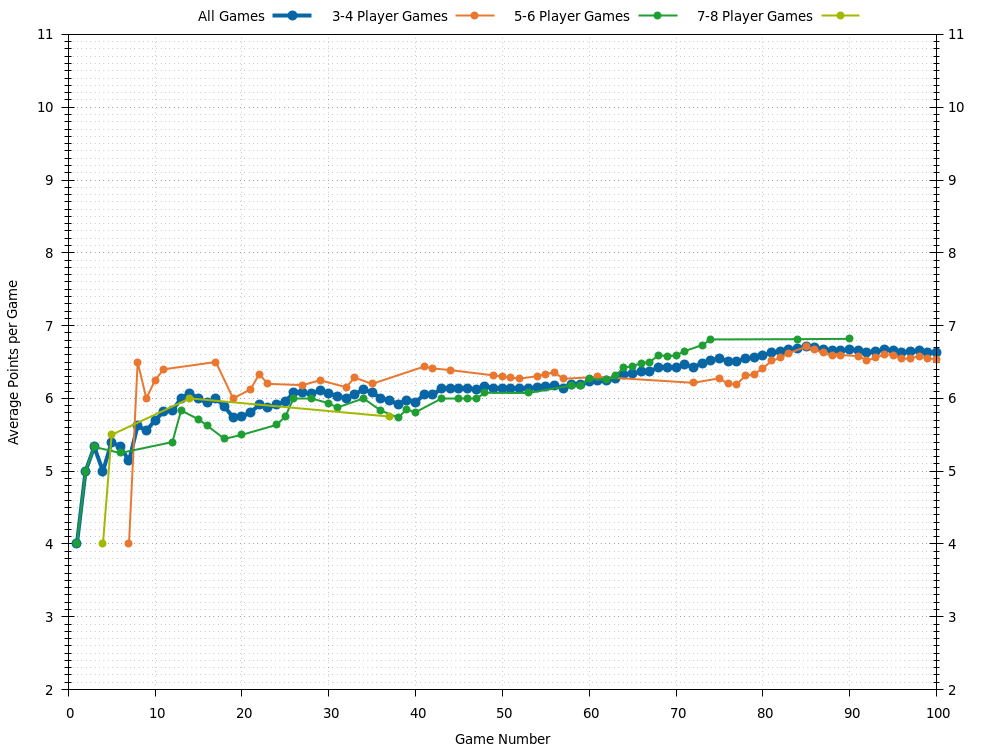 All Games 3-4 Player Games 5-6 Player Games 7-8 Player Games
11 11
10 10
9 9
8 8
7 7
6 6
5 5
4 4
3 3
2 2
Average Points per Game
0 10 20 30 40 50 60 70 80 90 100
Game Number